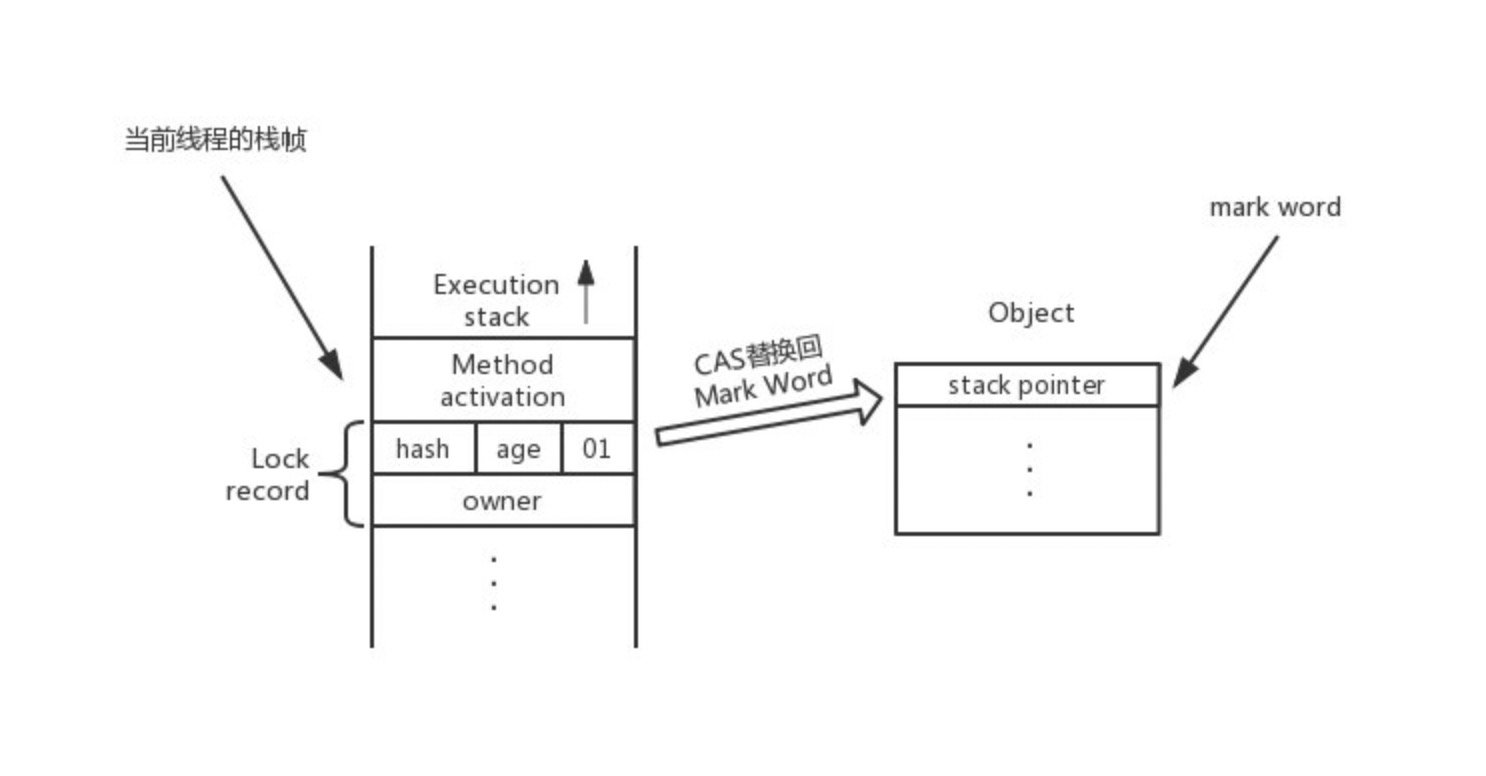 当前线程的栈帧
mark word
Execution
stack
Object
CAS替换回
Mark Word
Method
activation
stack pointer
hash age 01
Lock
record
owner